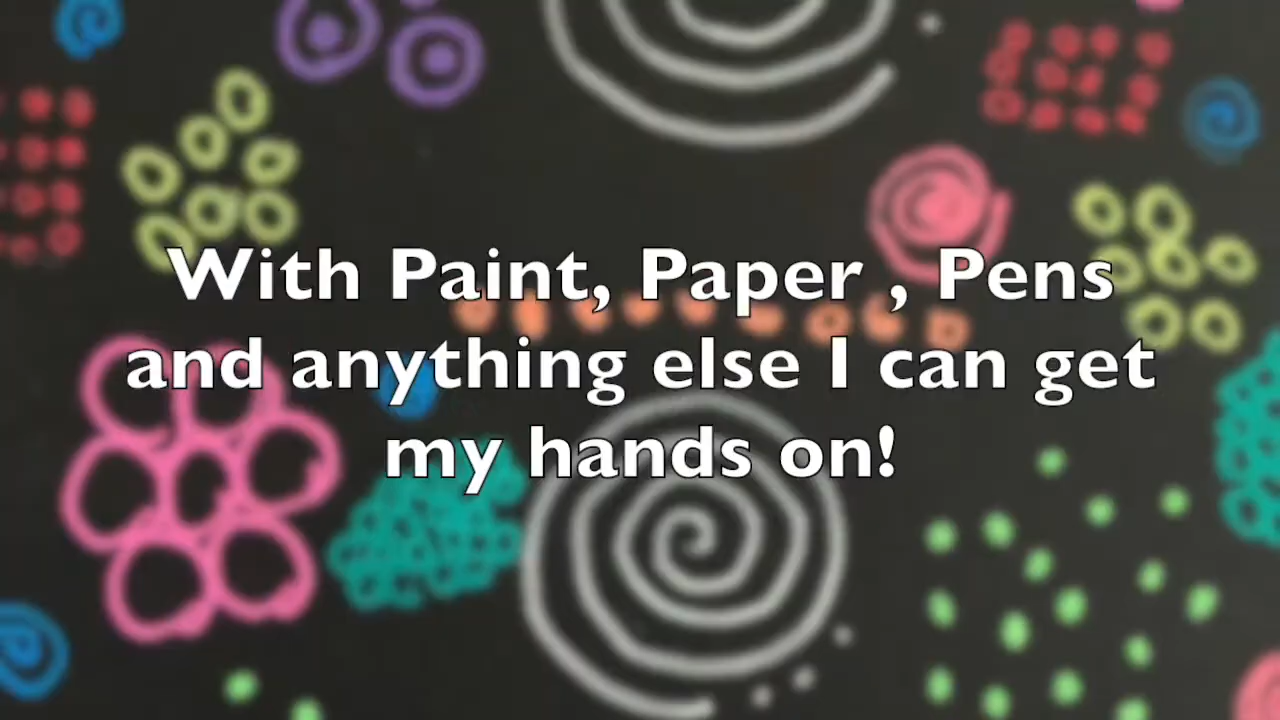 With Paint, Paper , Pens
and anything else I can get
my hands on!